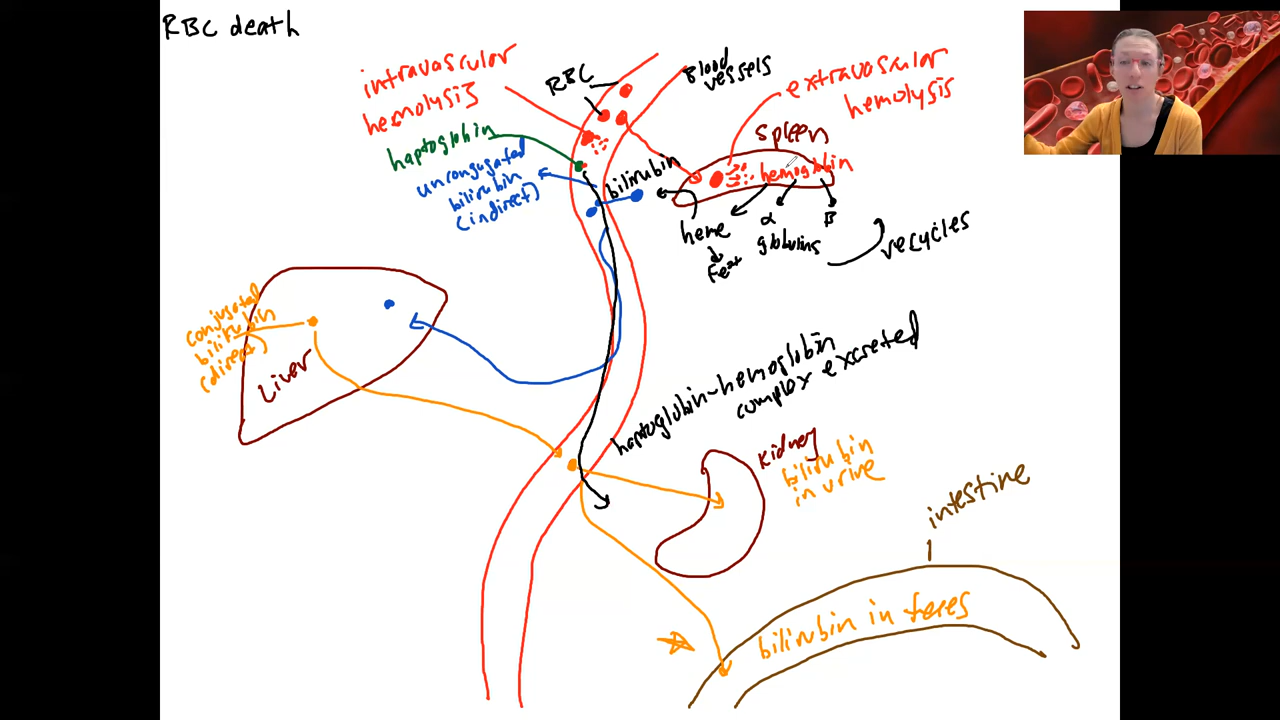 RBC death
intravascular
hemolysis
RBC
Blood
vessels
extravascular
hemolysis
haptoglobin
unconjugated
bilirubin
(indirect)
bilirubin
spleen
hemoglobin
heme
Fe2+
α
globulins
β
recycles
conjugated
bilirubin
(direct)
Liver
haptoglobin-hemoglobin
complex excreted
kidney
bilirubin
in urine
intestine
bilirubin in feces